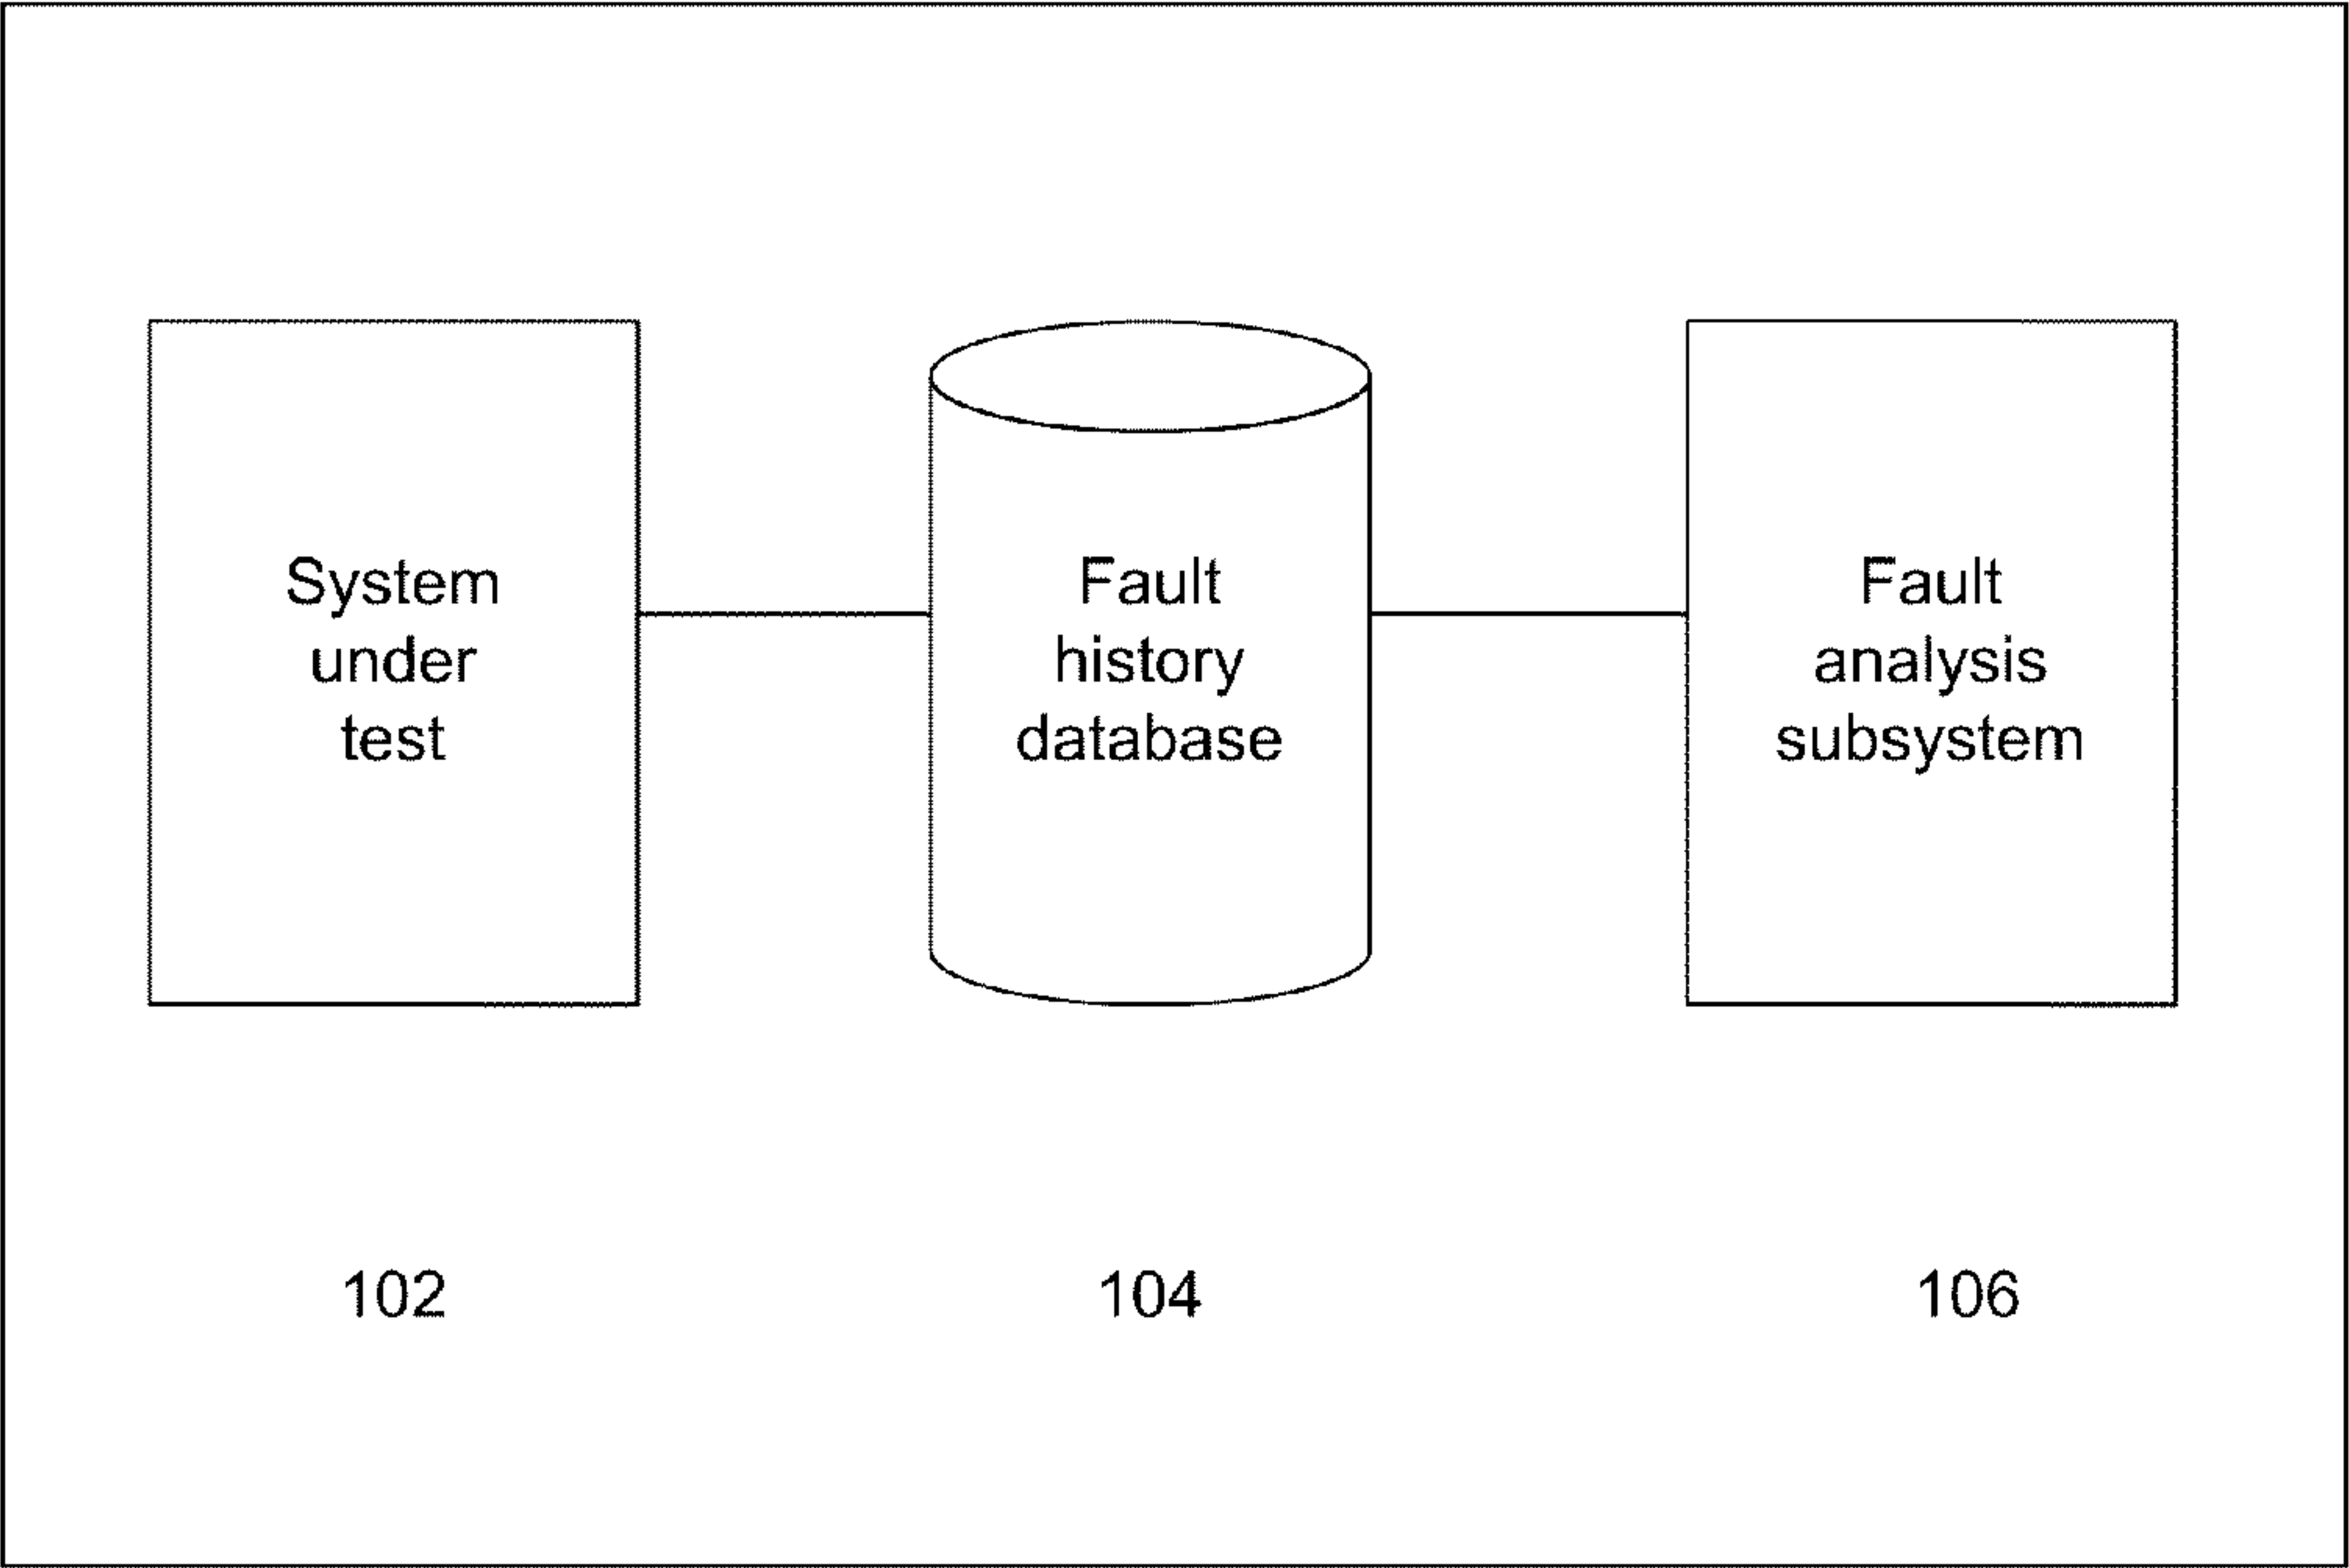 System
under
test
Fault
history
database
Fault
analysis
subsystem
102
104
106